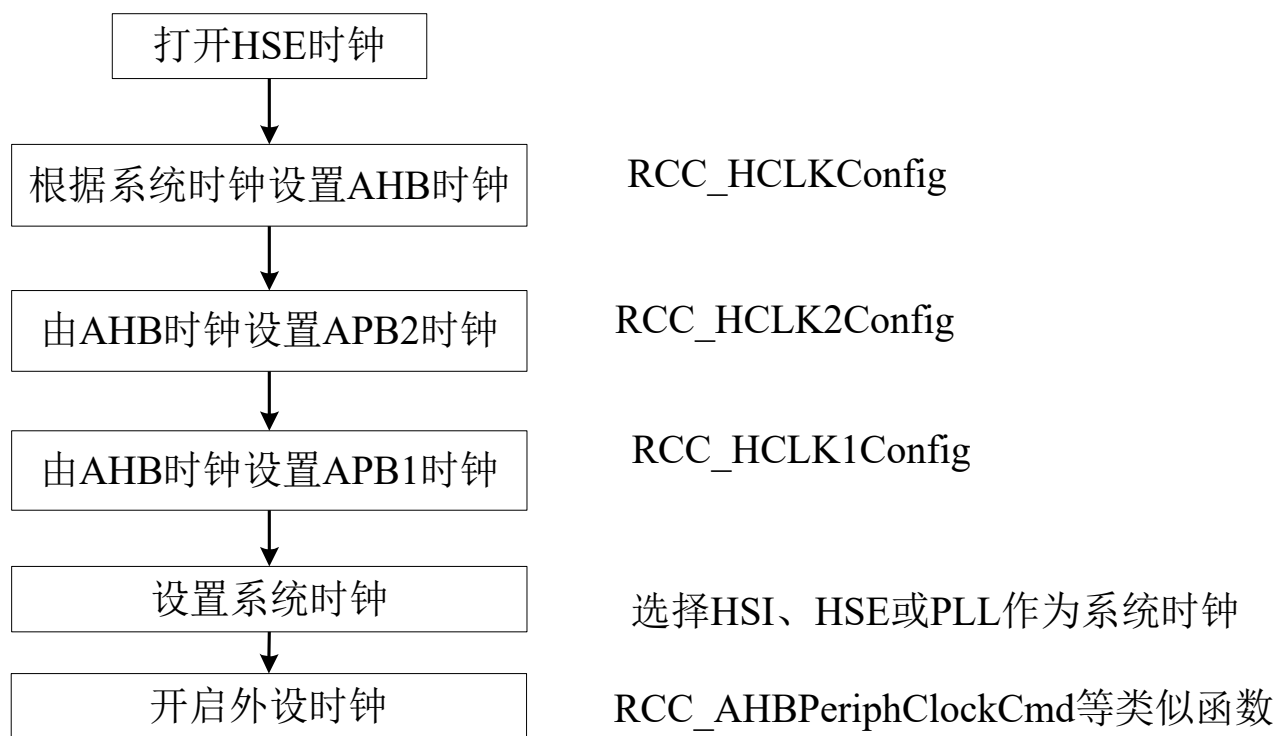 打开HSE时钟
根据系统时钟设置AHB时钟
RCC_HCLKConfig
由AHB时钟设置APB2时钟
RCC_HCLK2Config
由AHB时钟设置APB1时钟
RCC_HCLK1Config
设置系统时钟
选择HSI、HSE或PLL作为系统时钟
开启外设时钟
RCC_AHBPeriphClockCmd等类似函数